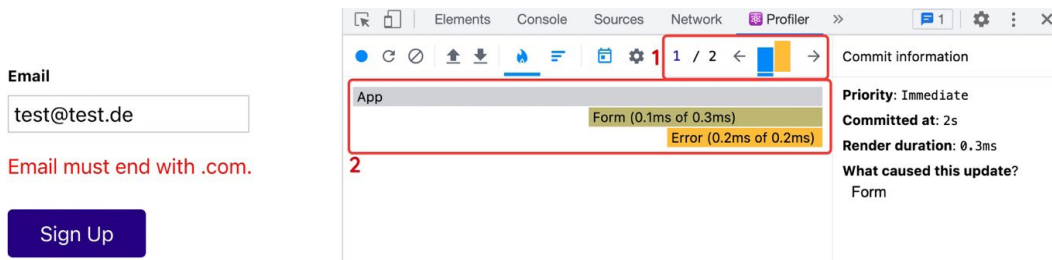 Email
test@test.de
Email must end with .com.
Sign Up
Elements Console Sources Network Profiler » 1
1 1 / 2
App
Form (0.1ms of 0.3ms)
Error (0.2ms of 0.2ms)
2
Commit information
Priority: Immediate
Committed at: 2s
Render duration: 0.3ms
What caused this update?
Form